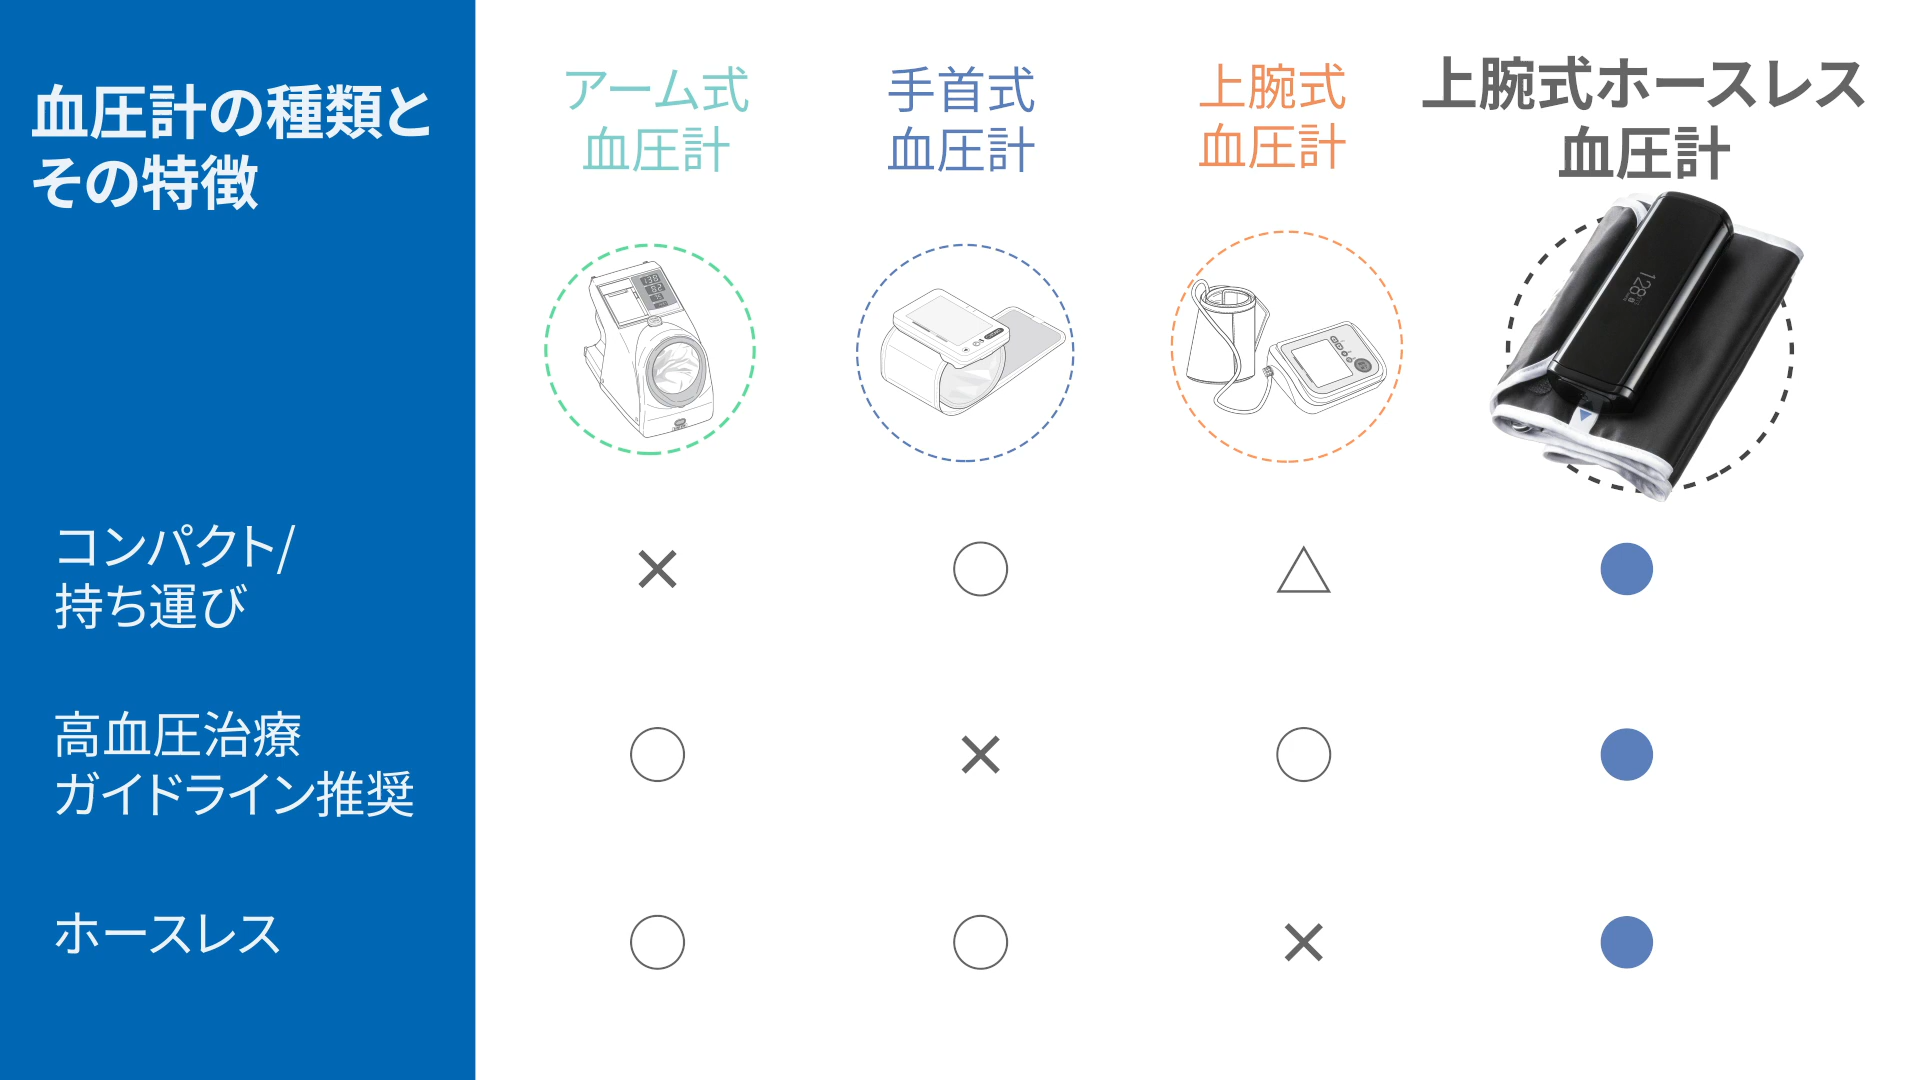 血圧計の種類と
その特徴
アーム式
血圧計
手首式
血圧計
上腕式
血圧計
上腕式ホースレス
血圧計
128
コンパクト/
持ち運び
× ○ △ ●
高血圧治療
ガイドライン推奨
○ × ○ ●
ホースレス
○ ○ × ●